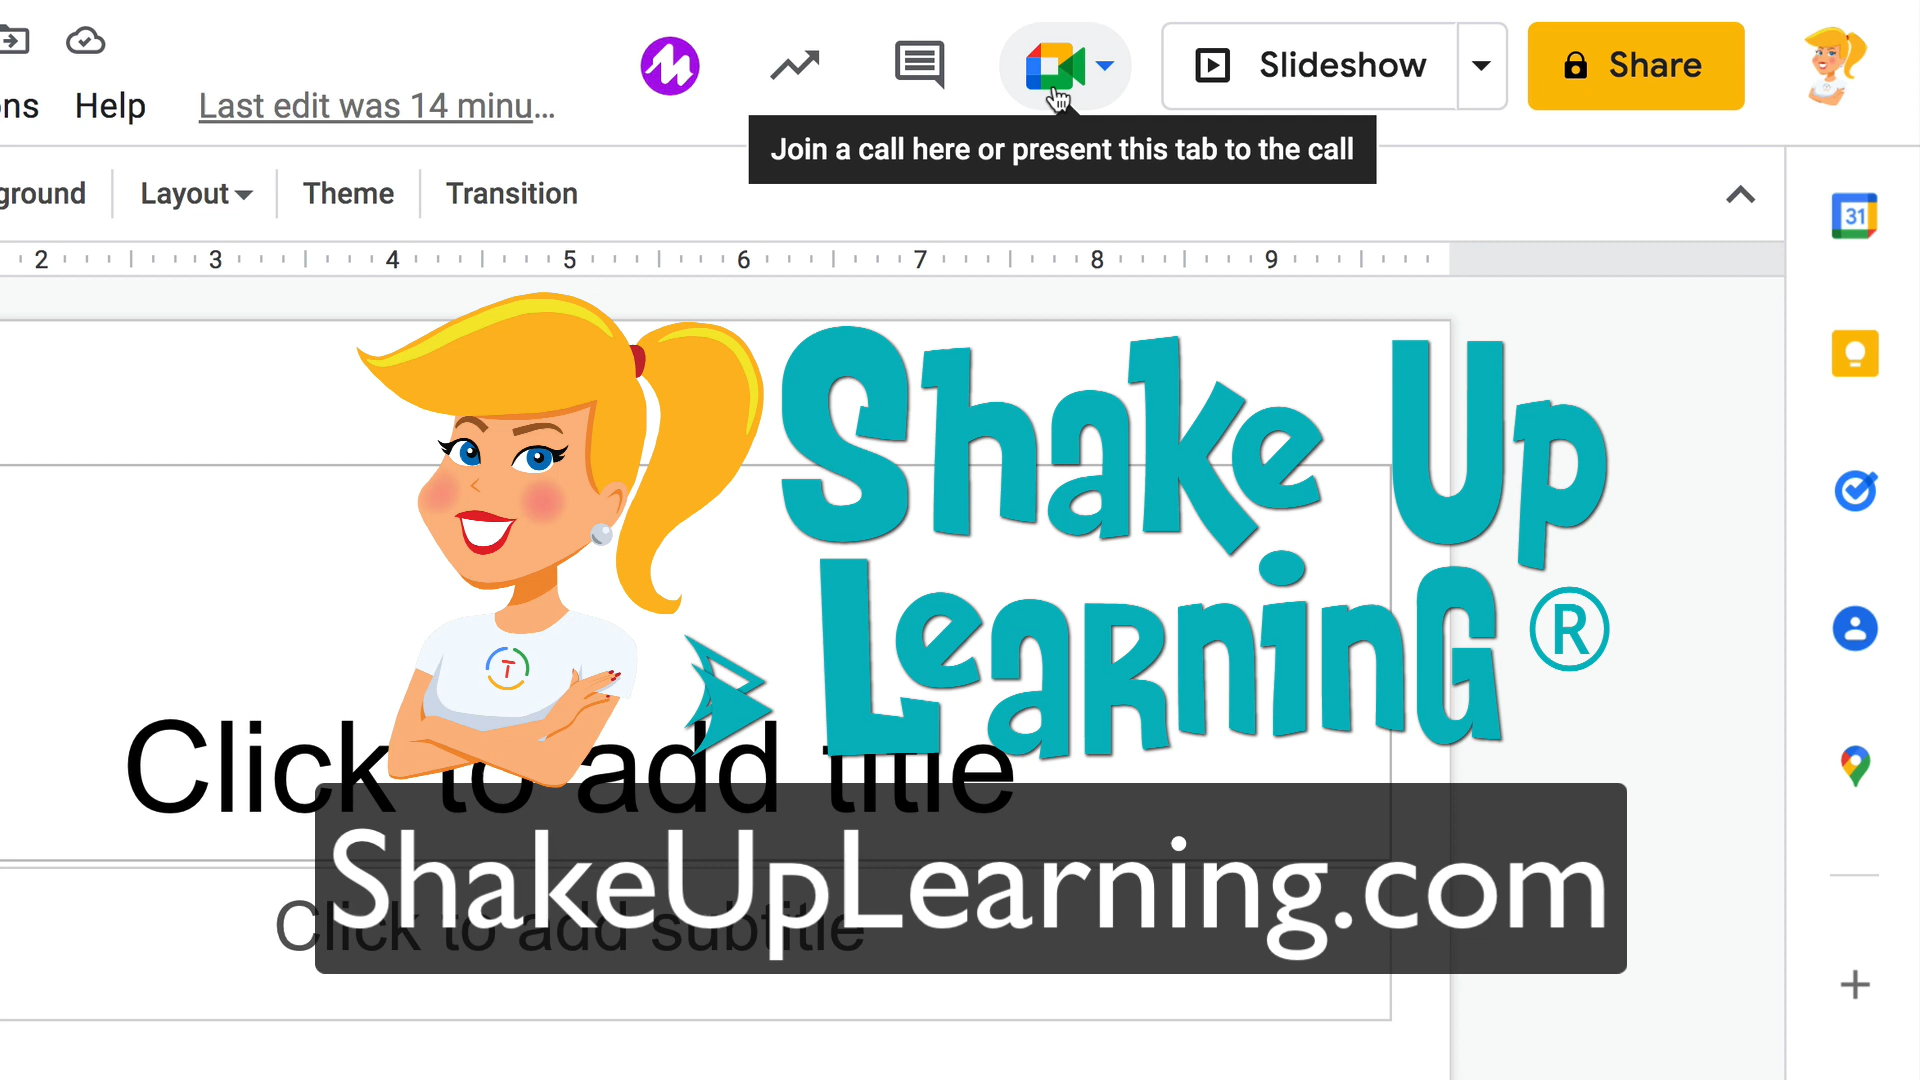 ons Help Last edit was 14 minu...
Slideshow
Share
Join a call here or present this tab to the call
ground Layout Theme Transition
31
2 3 4 5 6 7 8 9
Shake Up
Learning®
T
Click to add title
ShakeUpLearning.com
Click to add subtitle